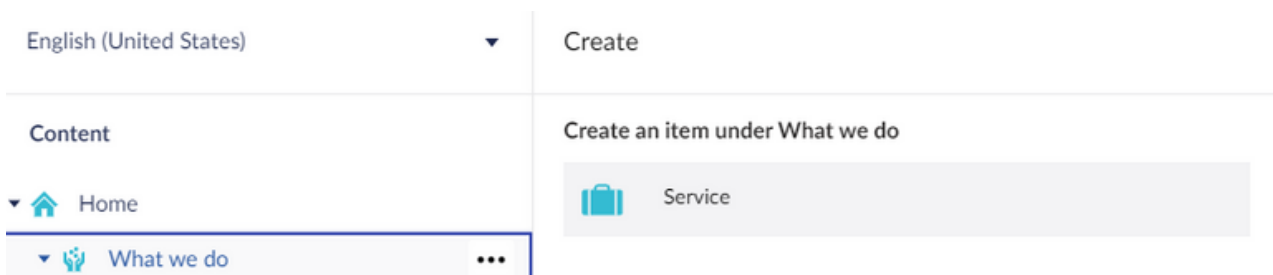 English (United States)
Create
Content
Create an item under What we do
Home
Service
What we do